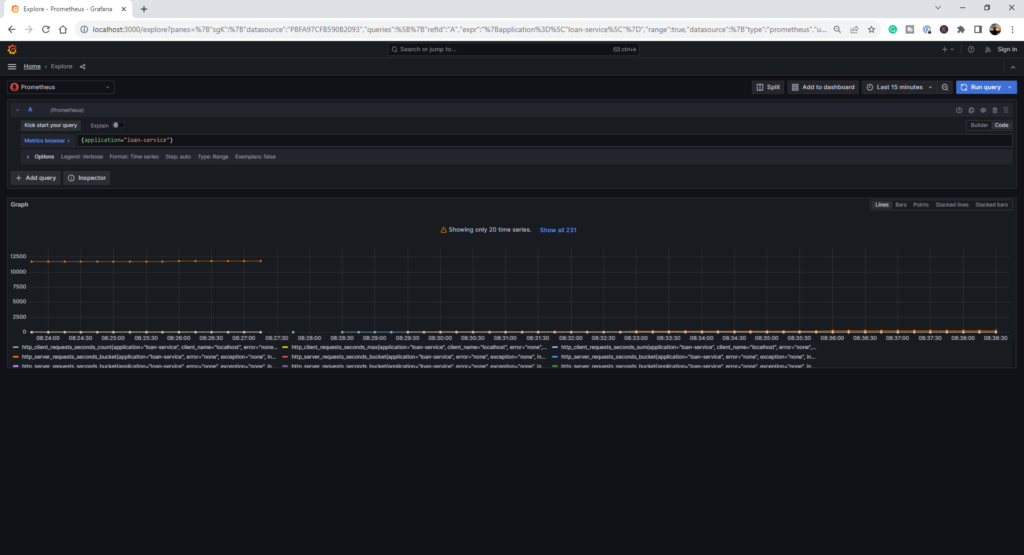 Explore - Prometheus - Grafana
localhost:3000/explore?panes=%7B"sgK":%7B"datasource":"PBFA97CFB590B2093","queries":%5B%7B"refId":"A","expr":"%7Bapplication%3D%5C"loan-service%5C"%7D","range":true,"datasource":%7B"type":"prometheus","u...
Search or jump to... ctrl+k Sign in
Home › Explore
Prometheus Split Add to dashboard Last 15 minutes Run query
A (Prometheus)
Kick start your query Explain Builder Code
Metrics browser › {application="loan-service"}
› Options Legend: Verbose Format: Time series Step: auto Type: Range Exemplars: false
+ Add query Inspector
Graph Lines Bars Points Stacked lines Stacked bars
Showing only 20 time series. Show all 231
12500
10000
7500
5000
2500
0
08:24:00 08:24:30 08:25:00 08:25:30 08:26:00 08:26:30 08:27:00 08:27:30 08:28:00 08:28:30 08:29:00 08:29:30 08:30:00 08:30:30 08:31:00 08:31:30 08:32:00 08:32:30 08:33:00 08:33:30 08:34:00 08:34:30 08:35:00 08:35:30 08:36:00 08:36:30 08:37:00 08:37:30 08:38:00 08:38:30
http_client_requests_seconds_count{application="loan-service", client_name="localhost", error="none... http_client_requests_seconds_max{application="loan-service", client_name="localhost", error="none",... http_client_requests_seconds_sum{application="loan-service", client_name="localhost", error="none",...
http_server_requests_seconds_bucket{application="loan-service", error="none", exception="none", in... http_server_requests_seconds_bucket{application="loan-service", error="none", exception="none", in... http_server_requests_seconds_bucket{application="loan-service", error="none", exception="none", in...
http_server_requests_seconds_bucket{application="loan-service", error="none", exception="none", in... http_server_requests_seconds_bucket{application="loan-service", error="none", exception="none", in... http_server_requests_seconds_bucket{application="loan-service", error="none", exception="none", in...